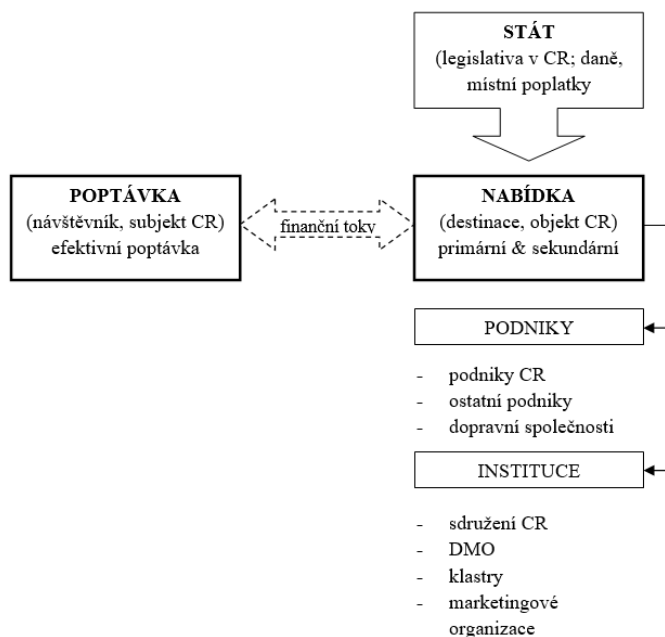 STÁT
(legislativa v CR; daně,
místní poplatky
POPTÁVKA
(návštěvník, subjekt CR)
efektivní poptávka
finanční toky
NABÍDKA
(destinace, objekt CR)
primární & sekundární
PODNIKY
- podniky CR
- ostatní podniky
- dopravní společnosti
INSTITUCE
- sdružení CR
- DMO
- klastry
- marketingové
organizace